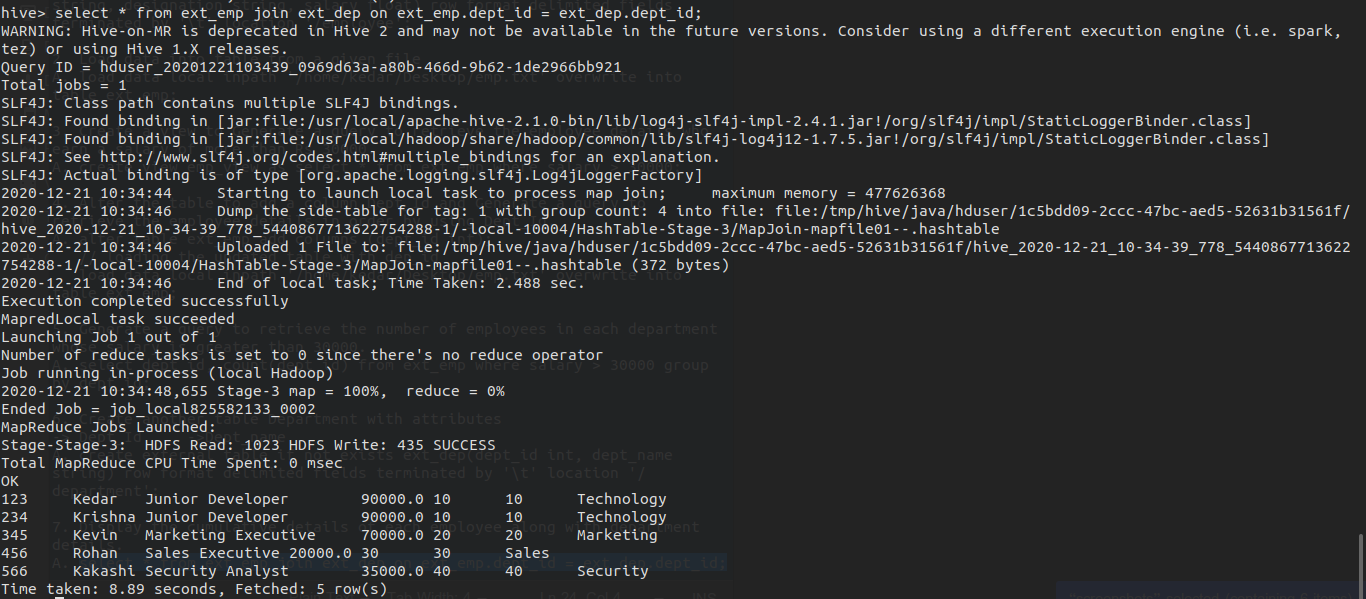 hive> select * from ext_emp join ext_dep on ext_emp.dept_id = ext_dep.dept_id;
WARNING: Hive-on-MR is deprecated in Hive 2 and may not be available in the future versions. Consider using a different execution engine (i.e. spark,
tez) or using Hive 1.X releases.
Query ID = hduser_20201221103439_0969d63a-a80b-466d-9b62-1de2966bb921
Total jobs = 1
SLF4J: Class path contains multiple SLF4J bindings.
SLF4J: Found binding in [jar:file:/usr/local/apache-hive-2.1.0-bin/lib/log4j-slf4j-impl-2.4.1.jar!/org/slf4j/impl/StaticLoggerBinder.class]
SLF4J: Found binding in [jar:file:/usr/local/hadoop/share/hadoop/common/lib/slf4j-log4j12-1.7.5.jar!/org/slf4j/impl/StaticLoggerBinder.class]
SLF4J: See http://www.slf4j.org/codes.html#multiple_bindings for an explanation.
SLF4J: Actual binding is of type [org.apache.logging.slf4j.Log4jLoggerFactory]
2020-12-21 10:34:44     Starting to launch local task to process map join;      maximum memory = 477626368
2020-12-21 10:34:46     Dump the side-table for tag: 1 with group count: 4 into file: file:/tmp/hive/java/hduser/1c5bdd09-2ccc-47bc-aed5-52631b31561f/
hive_2020-12-21_10-34-39_778_5440867713622754288-1/-local-10004/HashTable-Stage-3/MapJoin-mapfile01--.hashtable
2020-12-21 10:34:46     Uploaded 1 File to: file:/tmp/hive/java/hduser/1c5bdd09-2ccc-47bc-aed5-52631b31561f/hive_2020-12-21_10-34-39_778_5440867713622
754288-1/-local-10004/HashTable-Stage-3/MapJoin-mapfile01--.hashtable (372 bytes)
2020-12-21 10:34:46     End of local task; Time Taken: 2.488 sec.
Execution completed successfully
MapredLocal task succeeded
Launching Job 1 out of 1
Number of reduce tasks is set to 0 since there's no reduce operator
Job running in-process (local Hadoop)
2020-12-21 10:34:48,655 Stage-3 map = 100%,  reduce = 0%
Ended Job = job_local825582133_0002
MapReduce Jobs Launched:
Stage-Stage-3:  HDFS Read: 1023 HDFS Write: 435 SUCCESS
Total MapReduce CPU Time Spent: 0 msec
OK
123     Kedar   Junior Developer        90000.0 10      10      Technology
234     Krishna Junior Developer        90000.0 10      10      Technology
345     Kevin   Marketing Executive     70000.0 20      20      Marketing
456     Rohan   Sales Executive 20000.0 30      30      Sales
566     Kakashi Security Analyst        35000.0 40      40      Security
Time taken: 8.89 seconds, Fetched: 5 row(s)